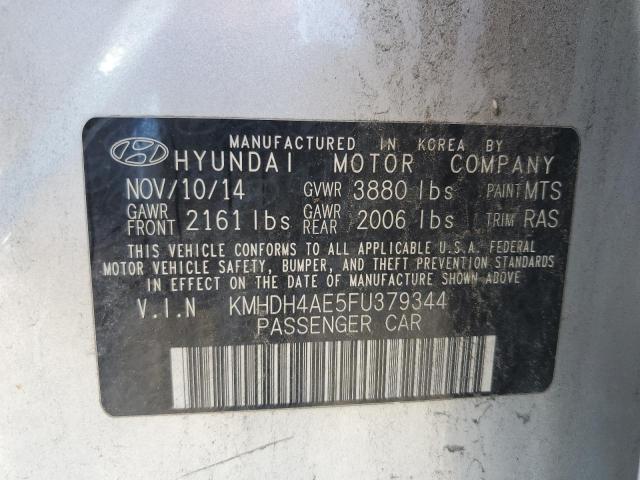 MANUFACTURED IN KOREA BY
HYUNDAI MOTOR COMPANY
NOV/10/14 GVWR 3880 lbs PAINT MTS
GAWR FRONT 2161 lbs GAWR REAR 2006 lbs TRIM RAS
THIS VEHICLE CONFORMS TO ALL APPLICABLE U.S.A. FEDERAL
MOTOR VEHICLE SAFETY, BUMPER, AND THEFT PREVENTION STANDARDS
IN EFFECT ON THE DATE OF MANUFACTURE SHOWN ABOVE.
V.I.N KMHDH4AE5FU379344
PASSENGER CAR